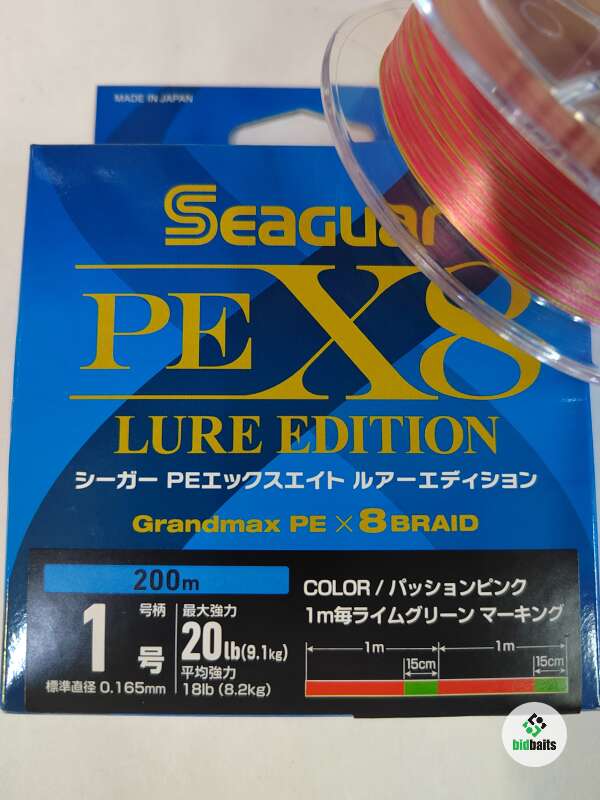 MADE IN JAPAN
SEAGUAR
PE X8
LURE EDITION
シーガー PEエックスエイト ルアーエディション
Grandmax PE × 8 BRAID
200m
号柄
1号
標準直径 0.165mm
最大強力
20lb(9.1kg)
平均強力
18lb (8.2kg)
COLOR / パッションピンク
1m毎ライムグリーン マーキング
1m 1m
15cm 15cm
bidbaits